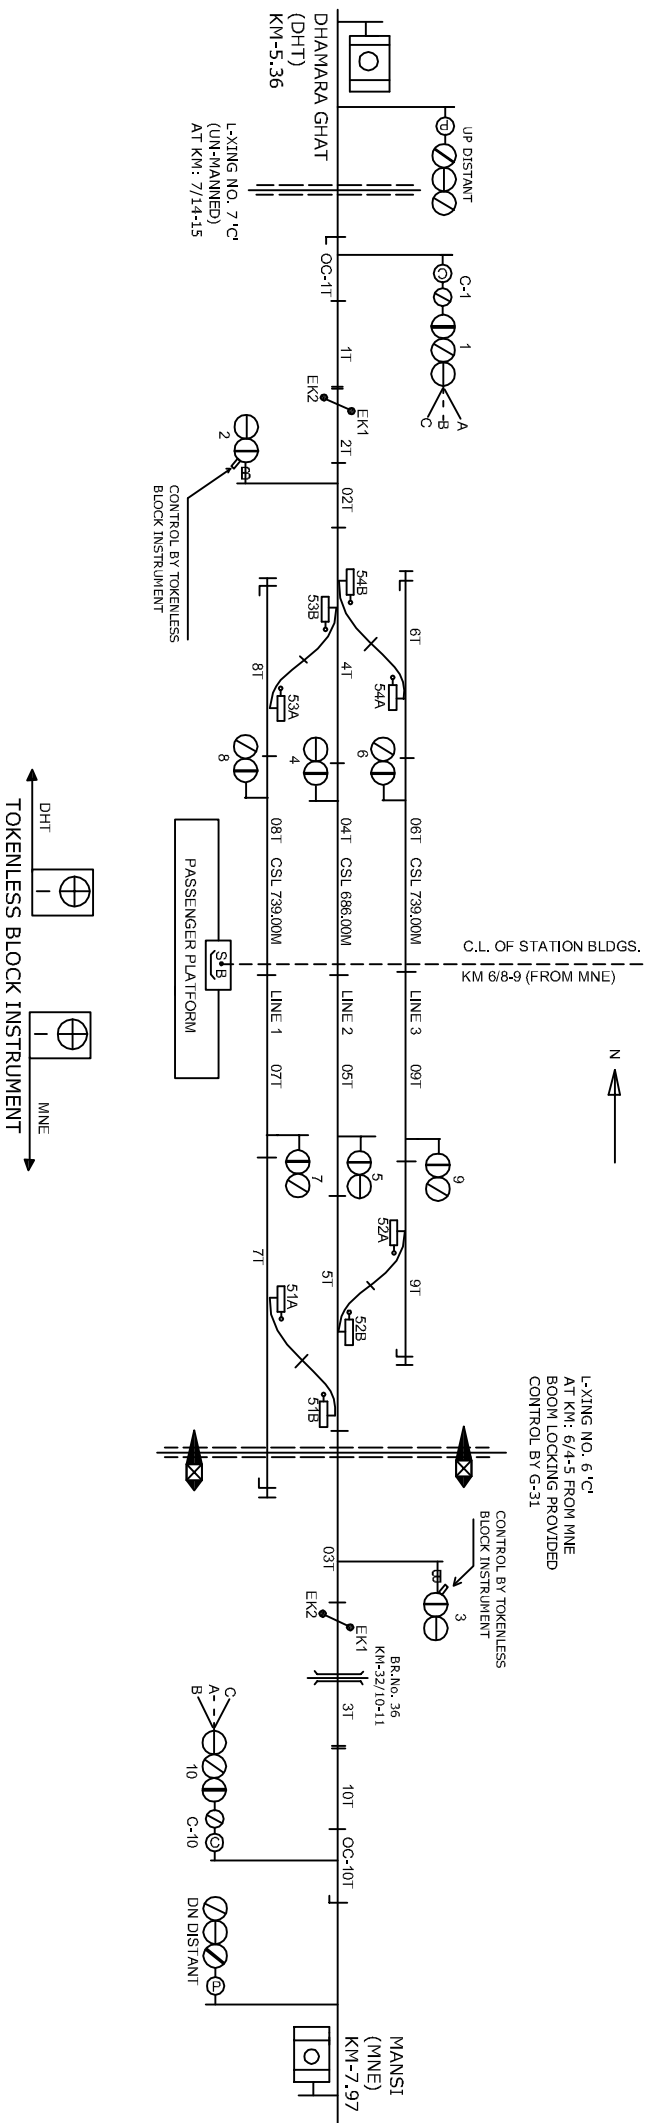 DHAMARA GHAT
(DHT)
KM-5.36
UP DISTANT
P
L-XING NO. 7 'C'
(UN-MANNED)
AT KM: 7/14-15
OC-1T
C-1
C
1
A
B
C
1T
EK2
EK1
2T
2
B
02T
CONTROL BY TOKENLESS
BLOCK INSTRUMENT
54B
53B
6T
4T
8T
54A
53A
6
4
8
06T
04T
08T
CSL 739.00M
CSL 686.00M
CSL 739.00M
C.L. OF STATION BLDGS.
KM 6/8-9 (FROM MNE)
PASSENGER PLATFORM
LINE 3
LINE 2
LINE 1
09T
05T
07T
N
9
5
7
52A
52B
51A
51B
9T
5T
7T
L-XING NO. 6 'C'
AT KM: 6/4-5 FROM MNE
BOOM LOCKING PROVIDED
CONTROL BY G-31
CONTROL BY TOKENLESS
BLOCK INSTRUMENT
B
3
03T
EK2
EK1
BR.No. 36
KM-32/10-11
3T
C
A
B
10
10T
C-10
C
OC-10T
DN DISTANT
P
MANSI
(MNE)
KM-7.97
DHT
MNE
TOKENLESS BLOCK INSTRUMENT